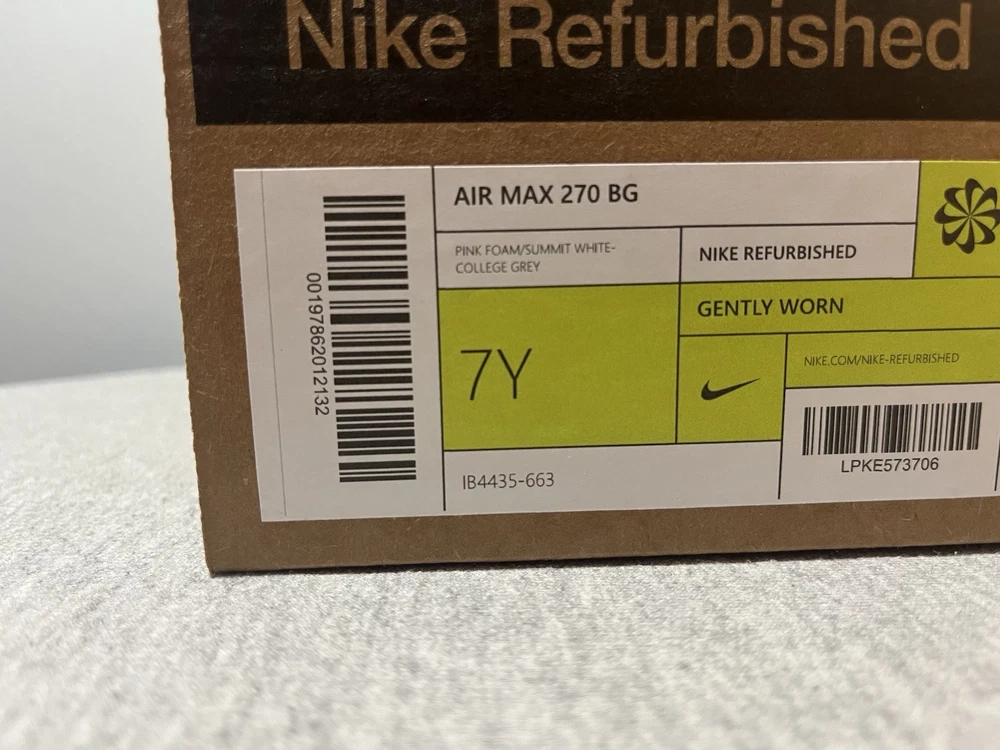 Nike Refurbished
AIR MAX 270 BG
PINK FOAM/SUMMIT WHITE-
COLLEGE GREY
NIKE REFURBISHED
GENTLY WORN
7Y
NIKE.COM/NIKE-REFURBISHED
LPKE573706
IB4435-663
00197862012132